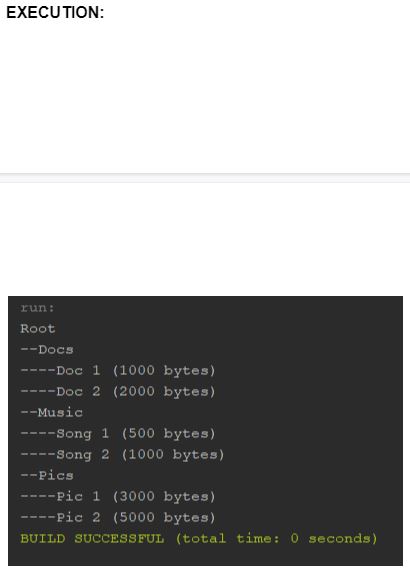 EXECUTION:
run:
Root
--Docs
----Doc 1 (1000 bytes)
----Doc 2 (2000 bytes)
--Music
----Song 1 (500 bytes)
----Song 2 (1000 bytes)
--Pics
----Pic 1 (3000 bytes)
----Pic 2 (5000 bytes)
BUILD SUCCESSFUL (total time: 0 seconds)